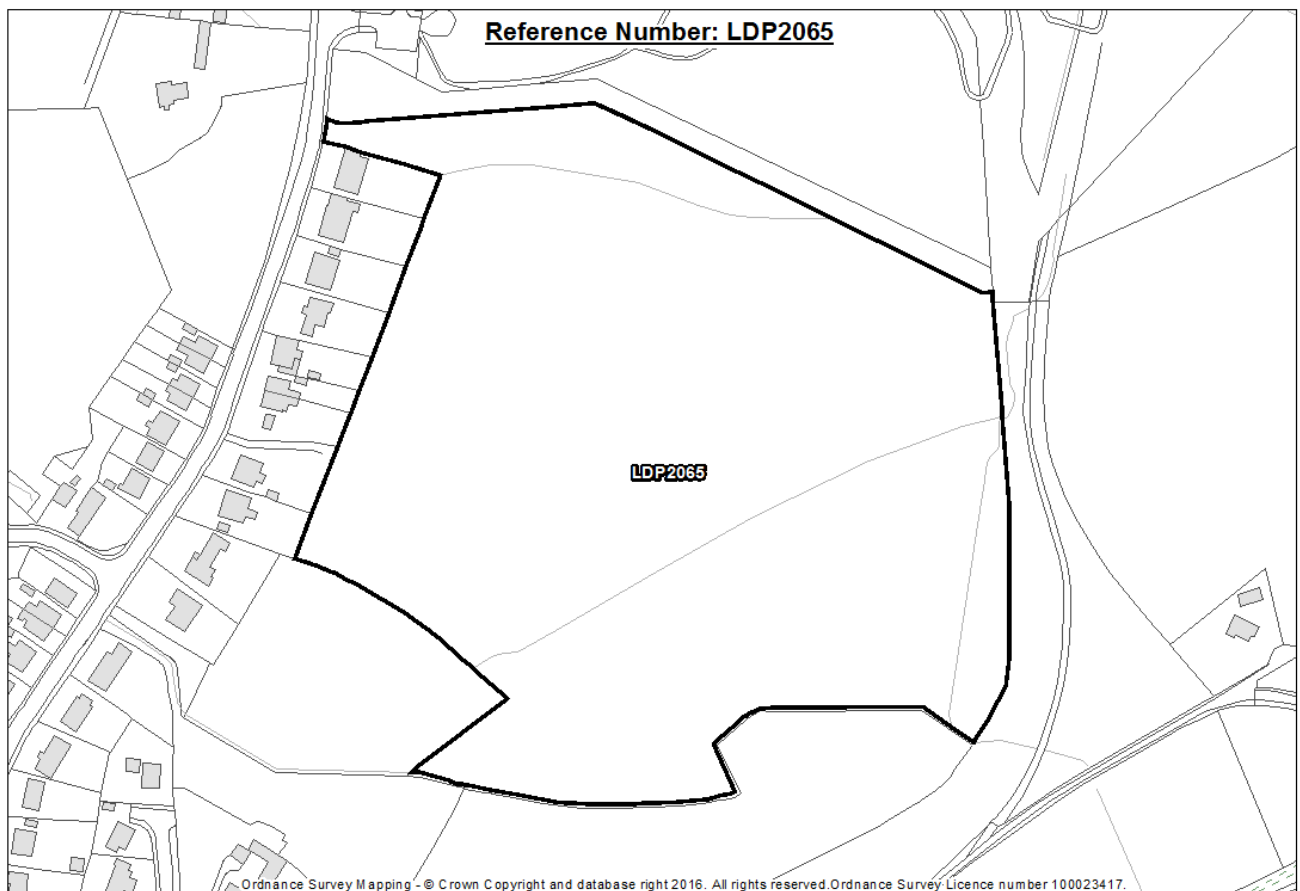 Reference Number: LDP2065
LDP2065
Ordnance Survey Mapping - © Crown Copyright and database right 2016. All rights reserved.Ordnance Survey Licence number 100023417.